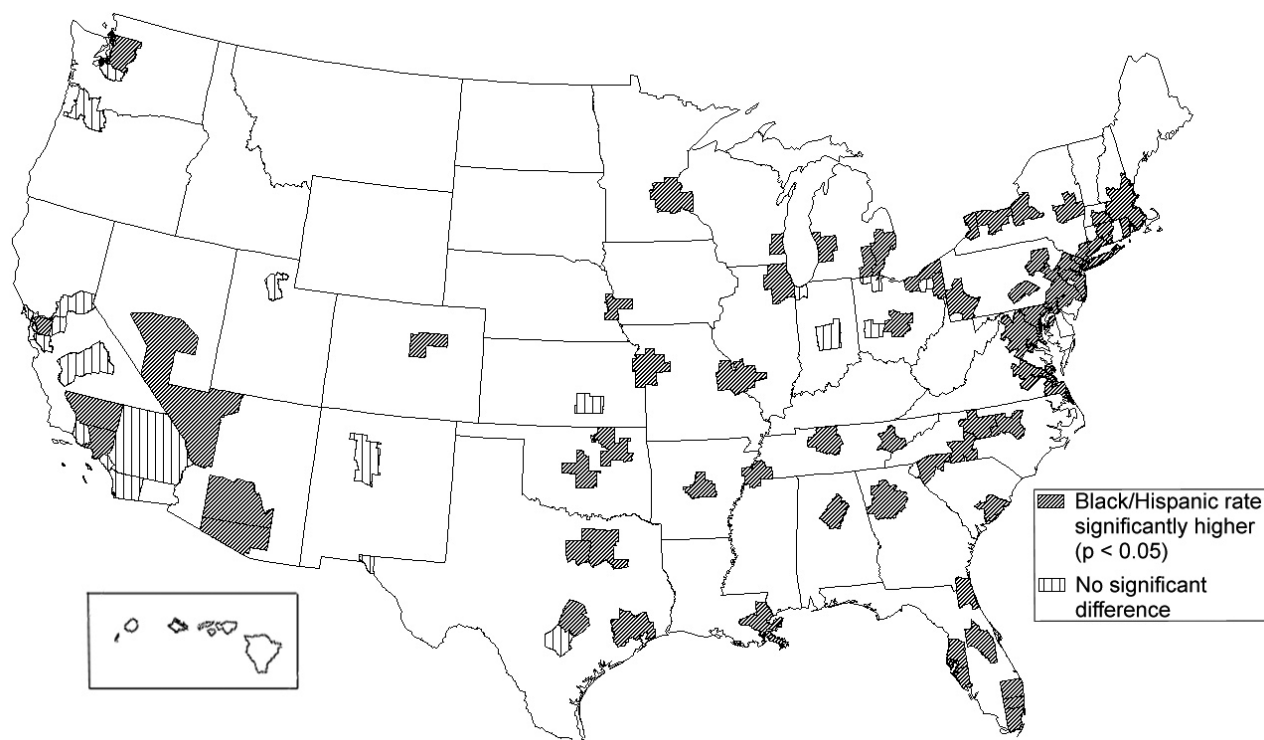 Black/Hispanic rate
significantly higher
(p < 0.05)
No significant
difference